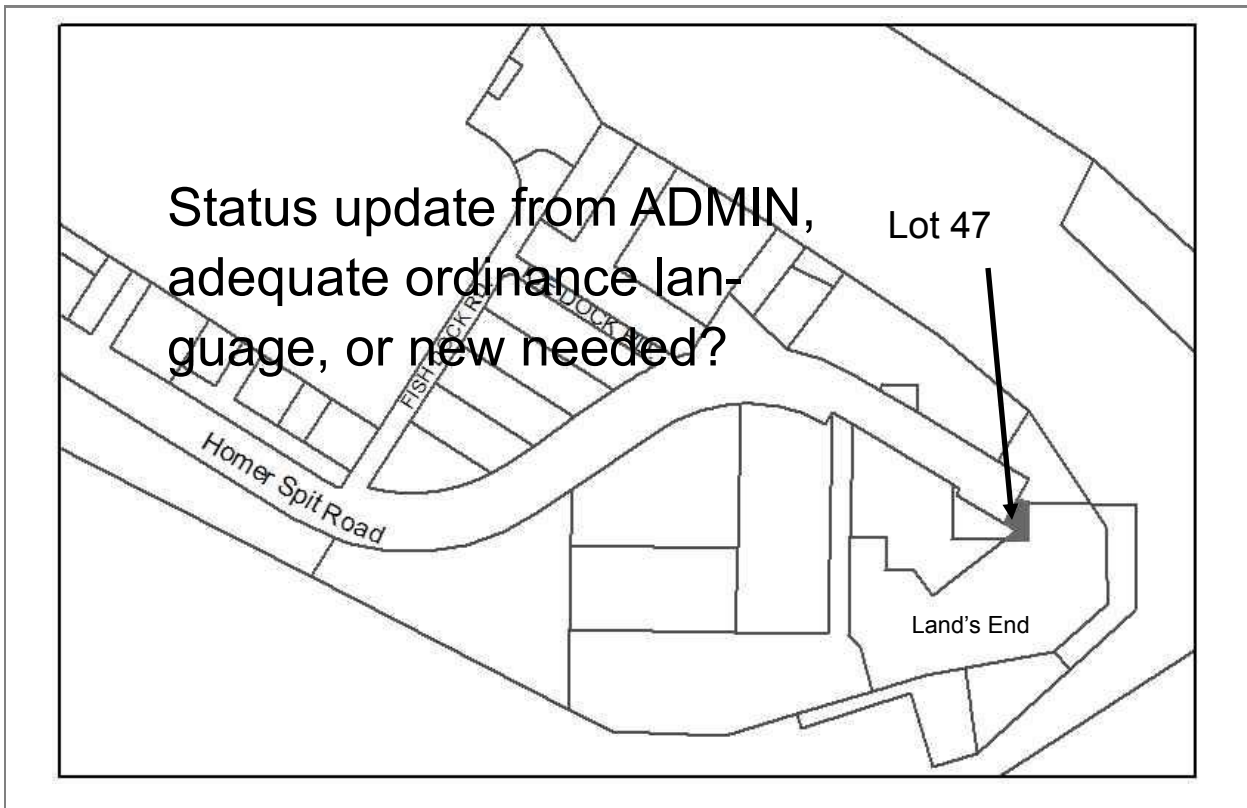 Status update from ADMIN,
adequate ordinance lan-
guage, or new needed?
Lot 47
DOCK
FISH DOCK
Homer Spit Road
Land's End